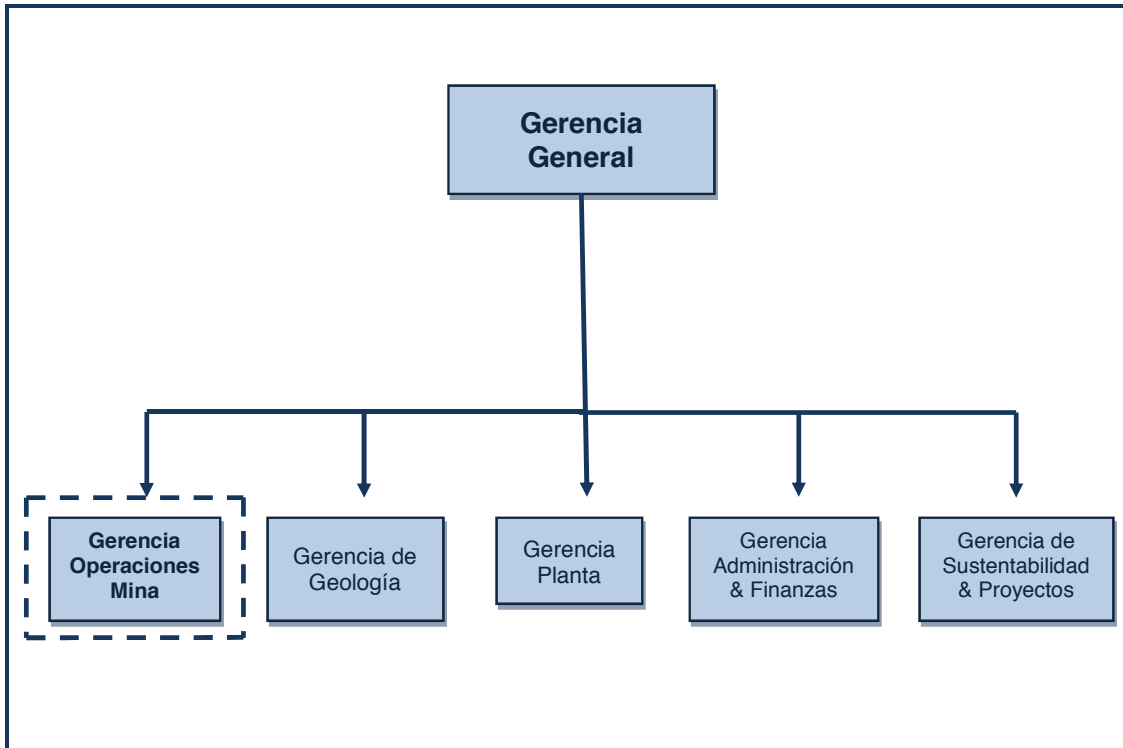 Gerencia
General
Gerencia
Operaciones
Mina
Gerencia de
Geología
Gerencia
Planta
Gerencia
Administración
& Finanzas
Gerencia de
Sustentabilidad
& Proyectos